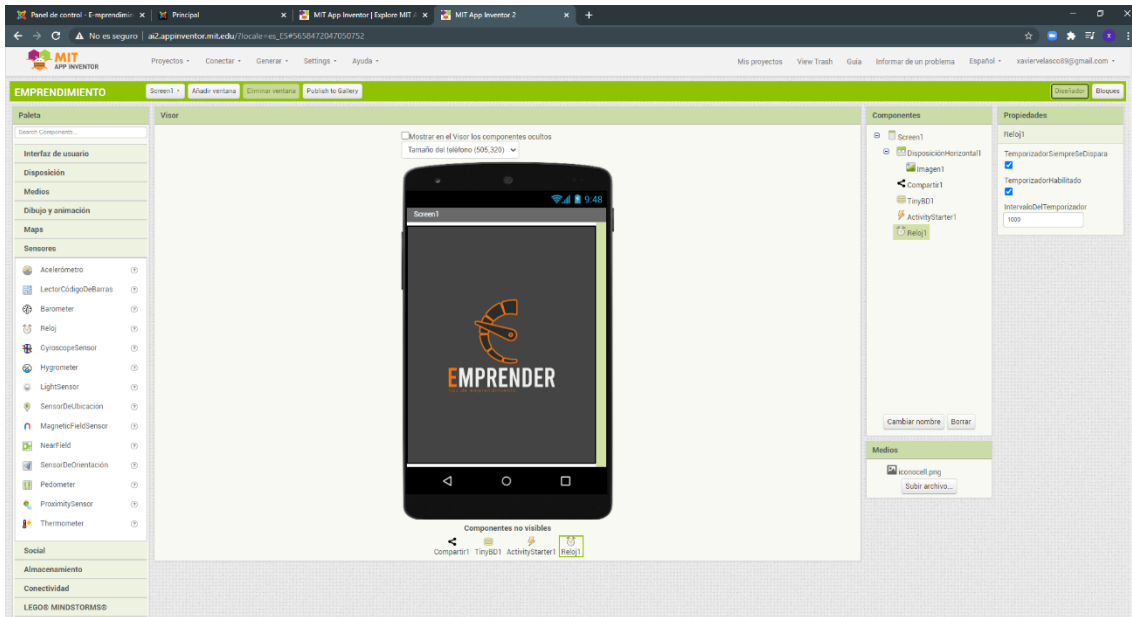 Panel de control - E-mprendimie
Principal
MIT App Inventor | Explore MIT A
MIT App Inventor 2
No es seguro | ai2.appinventor.mit.edu/?locale=es_ES#5658472047050752
MIT
APP INVENTOR
Proyectos
Conectar
Generar
Settings
Ayuda
Mis proyectos
View Trash
Guía
Informar de un problema
Español
xaviervelasco89@gmail.com
EMPRENDIMIENTO
Screen1
Añadir ventana
Eliminar ventana
Publish to Gallery
Diseñador
Bloques
Paleta
Search Components...
Interfaz de usuario
Disposición
Medios
Dibujo y animación
Maps
Sensores
Acelerómetro
LectorCódigoDeBarras
Barometer
Reloj
GyroscopeSensor
Hygrometer
LightSensor
SensorDeUbicación
MagneticFieldSensor
NearField
SensorDeOrientación
Pedometer
ProximitySensor
Thermometer
Social
Almacenamiento
Conectividad
LEGO® MINDSTORMS®
Visor
Mostrar en el Visor los componentes ocultos
Tamaño del teléfono (505,320)
9:48
Screen1
EMPRENDER
Componentes no visibles
Compartir1 TinyBD1 ActivityStarter1 Reloj1
Componentes
Screen1
DisposiciónHorizontal1
Imagen1
Compartir1
TinyBD1
ActivityStarter1
Reloj1
Cambiar nombre
Borrar
Medios
iconocell.png
Subir archivo...
Propiedades
Reloj1
TemporizadorSiempreSeDispara
TemporizadorHabilitado
IntervaloDelTemporizador
1000